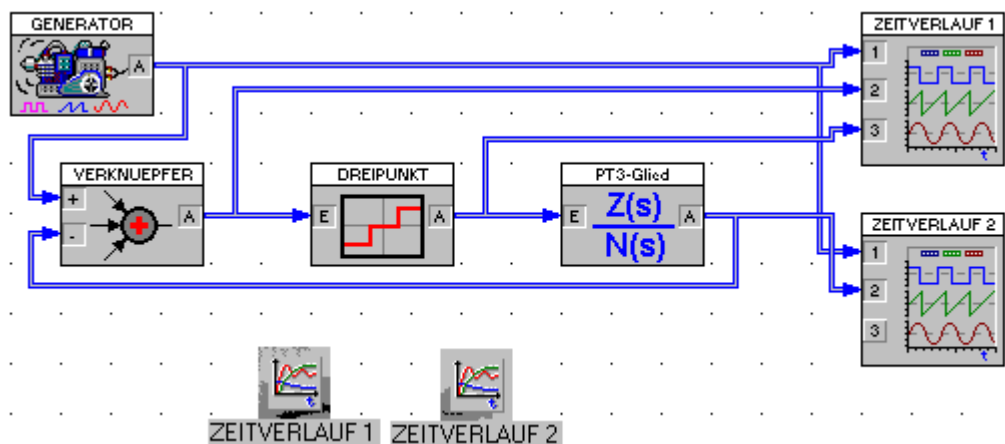 GENERATOR
A
ZEITVERLAUF 1
1
2
3
t
VERKNUEPFER
+
-
A
DREIPUNKT
E
A
PT3-Glied
E
Z(s)
N(s)
A
ZEITVERLAUF 2
1
2
3
t
t
t
ZEITVERLAUF 1
ZEITVERLAUF 2